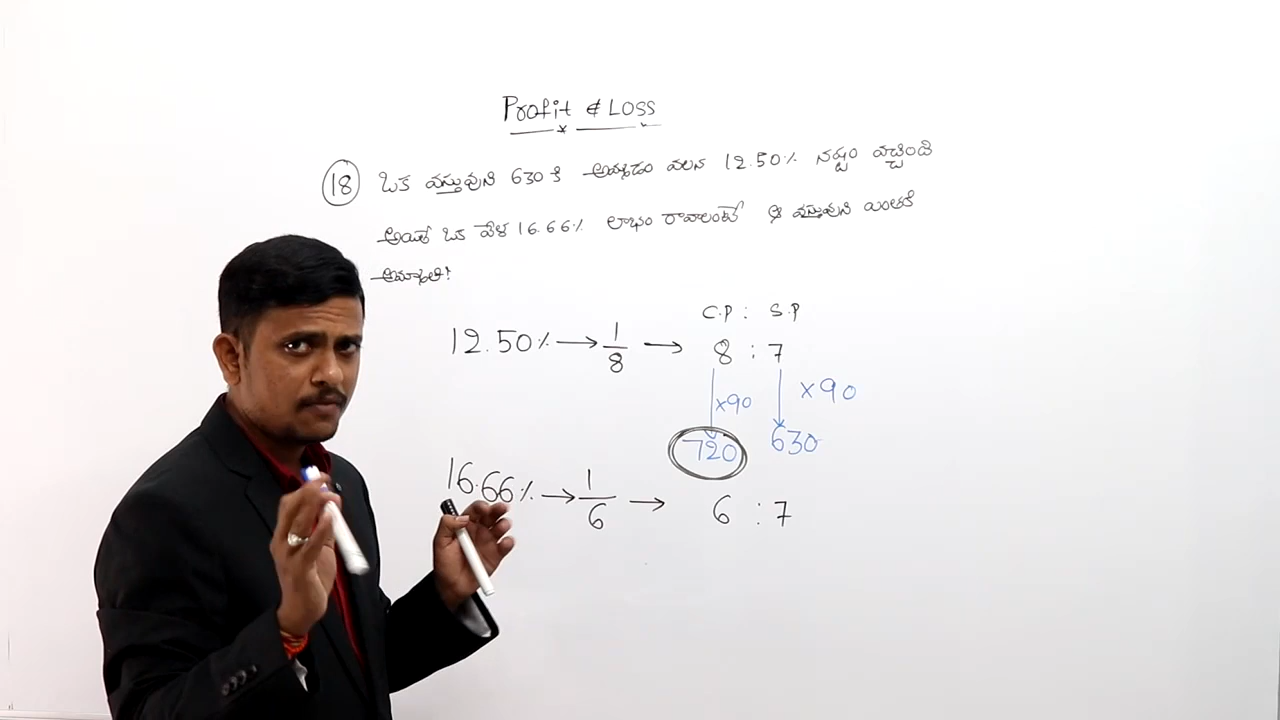 Profit & Loss
18 ఒక వస్తువుని 630 కి అమ్మడం వలన 12.50% నష్టం వచ్చింది
అయితే ఒక వేళ 16.66% లాభం రావాలంటే ఆ వస్తువుని ఎంతకి
అమ్మాలి?
C.P : S.P
12.50% → 1/8 → 8 : 7
×90 ×90
720 630
16.66% → 1/6 → 6 : 7